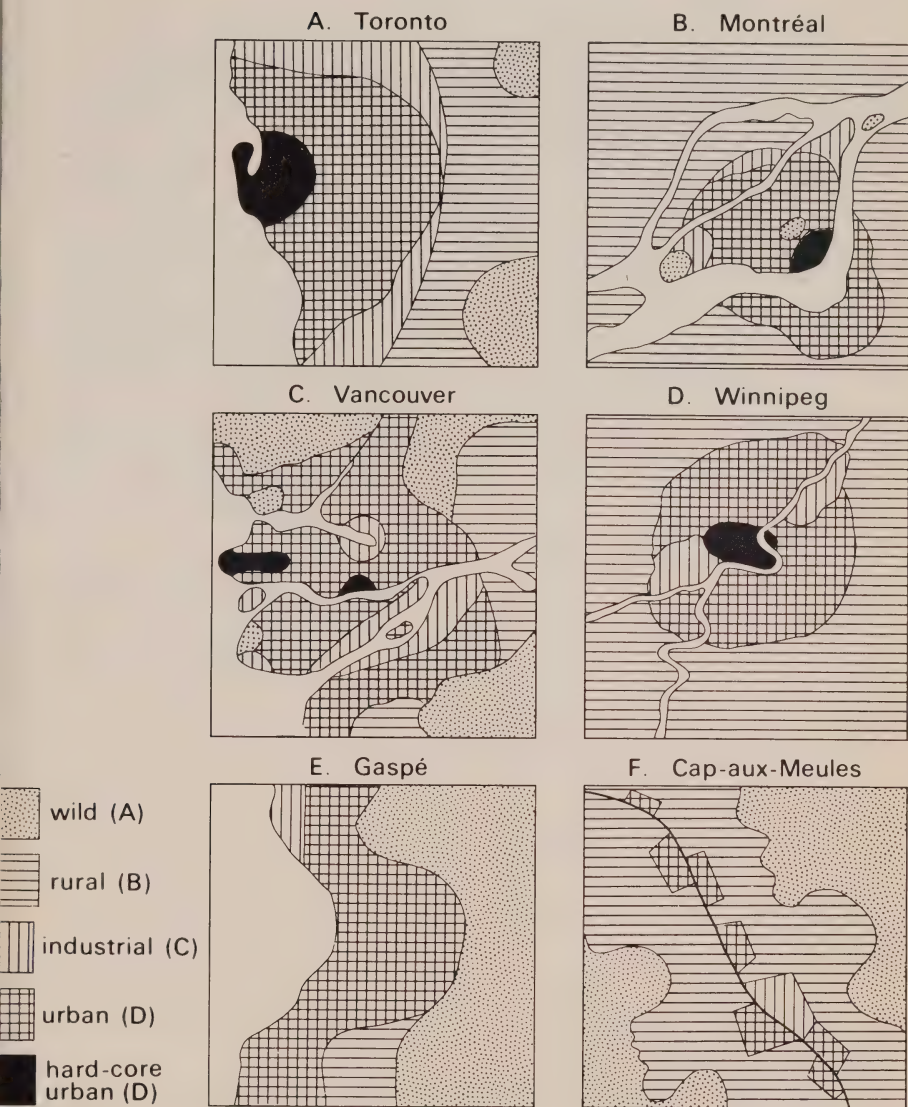 A. Toronto
B. Montréal
C. Vancouver
D. Winnipeg
E. Gaspé
F. Cap-aux-Meules
wild (A)
rural (B)
industrial (C)
urban (D)
hard-core
urban (D)